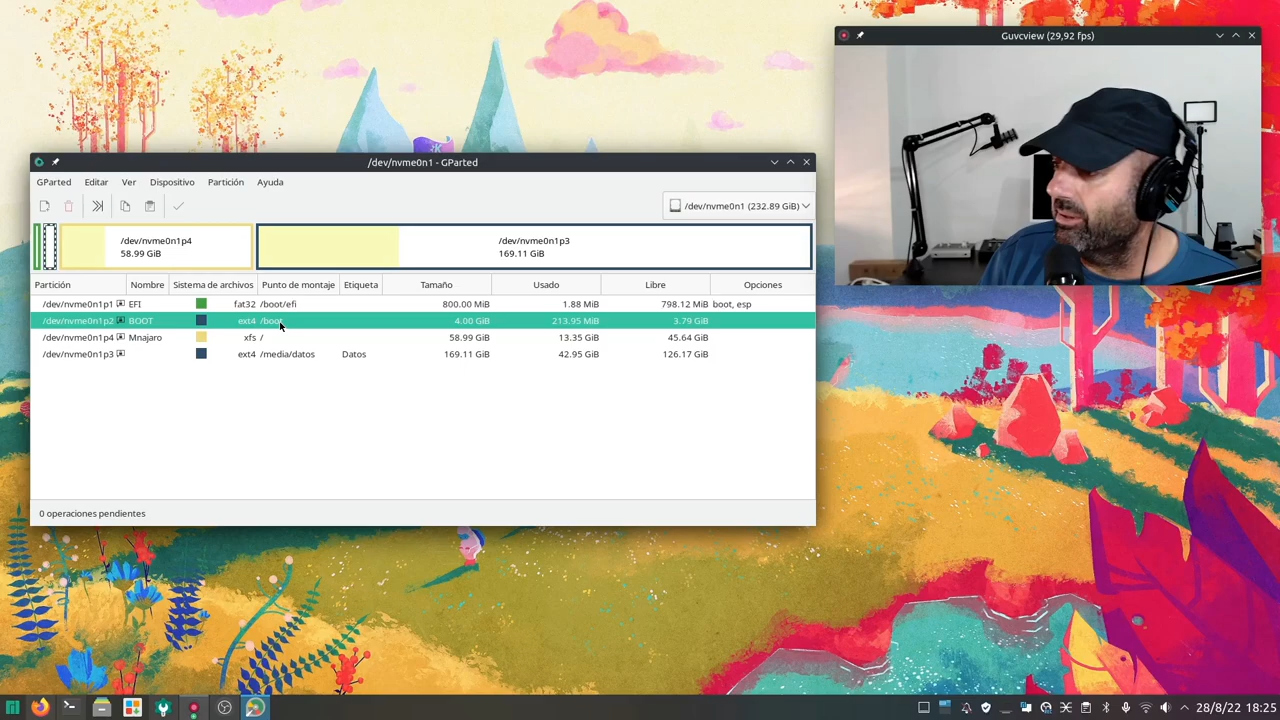 Guvcview (29,92 fps)
/dev/nvme0n1 - GParted
GParted Editar Ver Dispositivo Partición Ayuda
/dev/nvme0n1 (232.89 GiB)
/dev/nvme0n1p4
58.99 GiB
/dev/nvme0n1p3
169.11 GiB
Partición Nombre Sistema de archivos Punto de montaje Etiqueta Tamaño Usado Libre Opciones
/dev/nvme0n1p1 EFI fat32 /boot/efi 800.00 MiB 1.88 MiB 798.12 MiB boot, esp
/dev/nvme0n1p2 BOOT ext4 /boot 4.00 GiB 213.95 MiB 3.79 GiB
/dev/nvme0n1p4 Mnajaro xfs / 58.99 GiB 13.35 GiB 45.64 GiB
/dev/nvme0n1p3 ext4 /media/datos Datos 169.11 GiB 42.95 GiB 126.17 GiB
0 operaciones pendientes
28/8/22 18:25